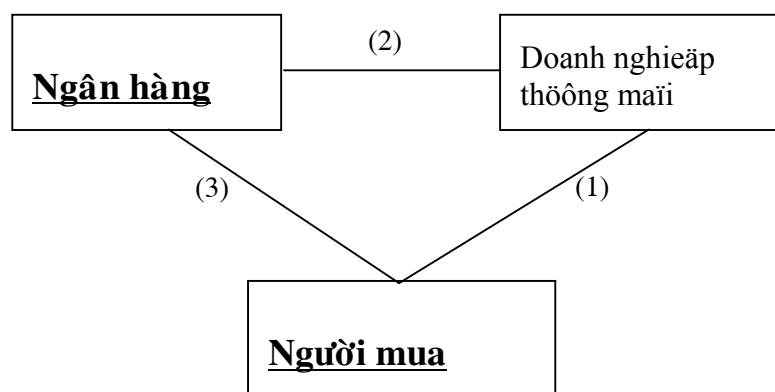 (2)
Ngân hàng
Doanh nghieäp
thöông maïi
(3)
(1)
Người mua